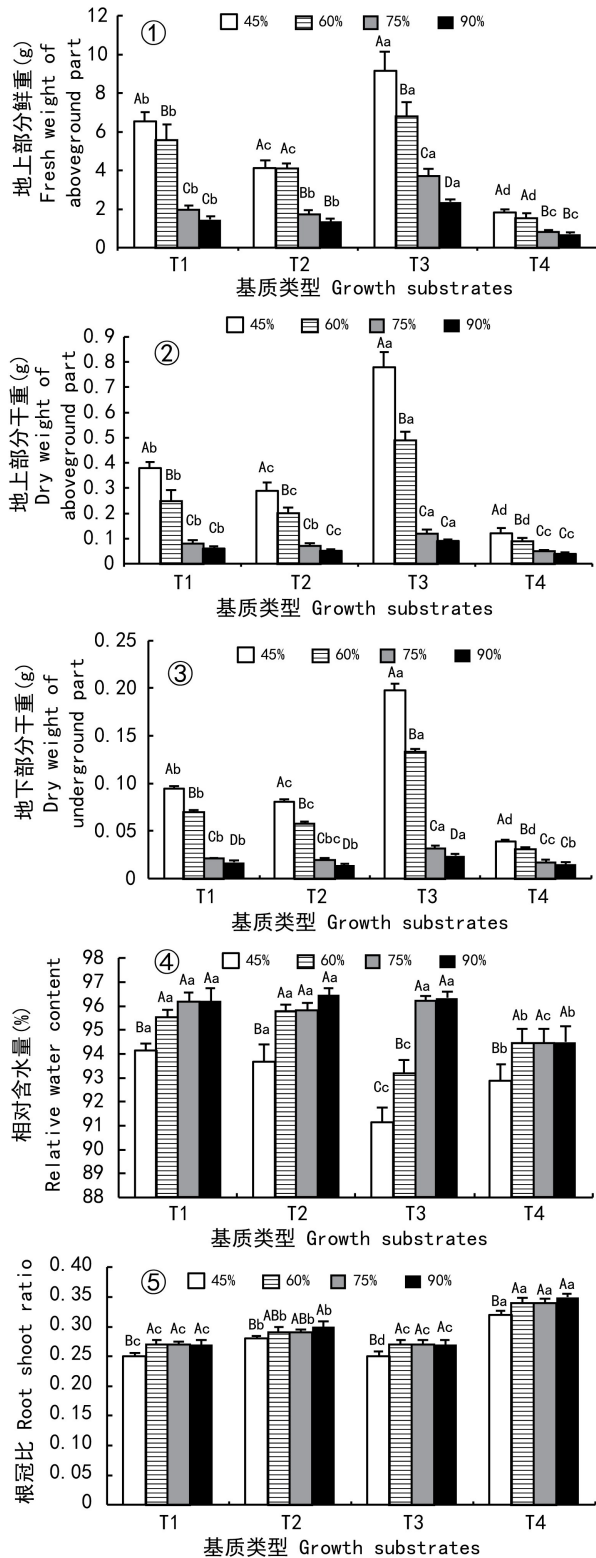 ① 45% 60% 75% 90%
地上部分鲜重(g)
Fresh weight of
aboveground part
12
10
8
6
4
2
0
Ab Bb Cb Cb Ac Ac Bb Bb Aa Ba Ca Da Ad Ad Bc Bc
T1 T2 T3 T4
基质类型 Growth substrates
② 45% 60% 75% 90%
地上部分干重(g)
Dry weight of
aboveground part
0.9
0.8
0.7
0.6
0.5
0.4
0.3
0.2
0.1
0
Ab Bb Cb Cb Ac Bc Cb Cc Aa Ba Ca Ca Ad Bd Cc Cc
T1 T2 T3 T4
基质类型 Growth substrates
③ 45% 60% 75% 90%
地下部分干重(g)
Dry weight of
underground part
0.25
0.20
0.15
0.10
0.05
0
Ab Bb Cb Db Ac Bc Cbc Db Aa Ba Ca Da Ad Bd Cc Cb
T1 T2 T3 T4
基质类型 Growth substrates
④ 45% 60% 75% 90%
相对含水量(%)
Relative water content
98
97
96
95
94
93
92
91
90
89
88
Ba Aa Aa Aa Ba Aa Aa Aa Cc Bc Aa Aa Bb Ab Ac Ab
T1 T2 T3 T4
基质类型 Growth substrates
⑤ 45% 60% 75% 90%
根冠比 Root shoot ratio
0.40
0.35
0.30
0.25
0.20
0.15
0.10
0.05
0
Bc Ac Ac Ac Bb ABb ABb Ab Bd Ac Ac Ac Ba Aa Aa Aa
T1 T2 T3 T4
基质类型 Growth substrates